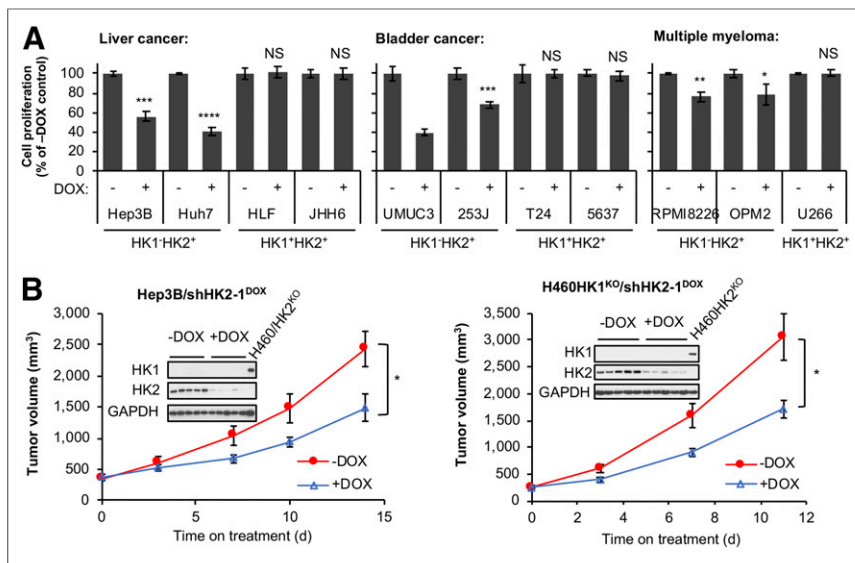 A
Liver cancer:
Bladder cancer:
Multiple myeloma:
Cell proliferation
(% of –DOX control)
100
80
60
40
20
0
***
****
NS
NS
***
NS
NS
**
*
NS
DOX: - + - + - + - + - + - + - + - + - + - + - +
Hep3B Huh7 HLF JHH6 UMUC3 253J T24 5637 RPMI8226 OPM2 U266
HK1⁻HK2⁺ HK1⁺HK2⁺ HK1⁻HK2⁺ HK1⁺HK2⁺ HK1⁻HK2⁺ HK1⁺HK2⁺
B
Hep3B/shHK2-1ᴰᴼˣ
Tumor volume (mm³)
3,000
2,500
2,000
1,500
1,000
500
0
-DOX +DOX H460/HK2ᴷᴼ
HK1
HK2
GAPDH
*
-DOX
+DOX
0 5 10 15
Time on treatment (d)
H460HK1ᴷᴼ/shHK2-1ᴰᴼˣ
Tumor volume (mm³)
3,500
3,000
2,500
2,000
1,500
1,000
500
0
-DOX +DOX H460HK2ᴷᴼ
HK1
HK2
GAPDH
*
-DOX
+DOX
0 2 4 6 8 10 12
Time on treatment (d)